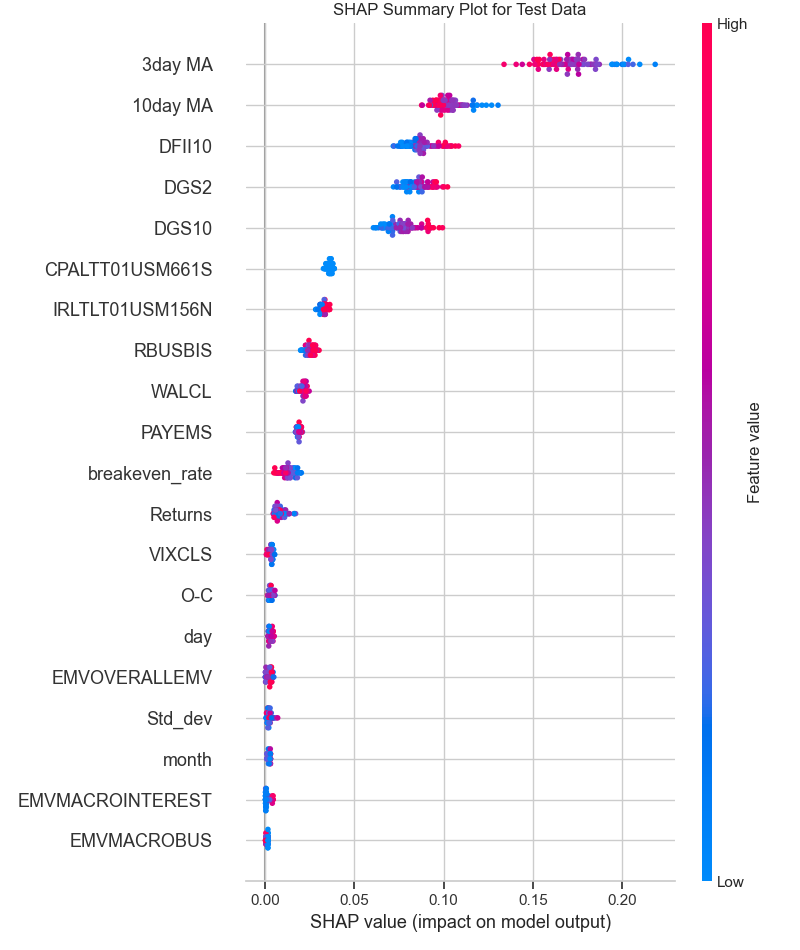 SHAP Summary Plot for Test Data
High
3day MA
10day MA
DFII10
DGS2
DGS10
CPALTT01USM661S
IRLTLT01USM156N
RBUSBIS
WALCL
PAYEMS
breakeven_rate
Feature value
Returns
VIXCLS
O-C
day
EMVOVERALLEMV
Std_dev
month
EMVMACROINTEREST
EMVMACROBUS
Low
0.00 0.05 0.10 0.15 0.20
SHAP value (impact on model output)